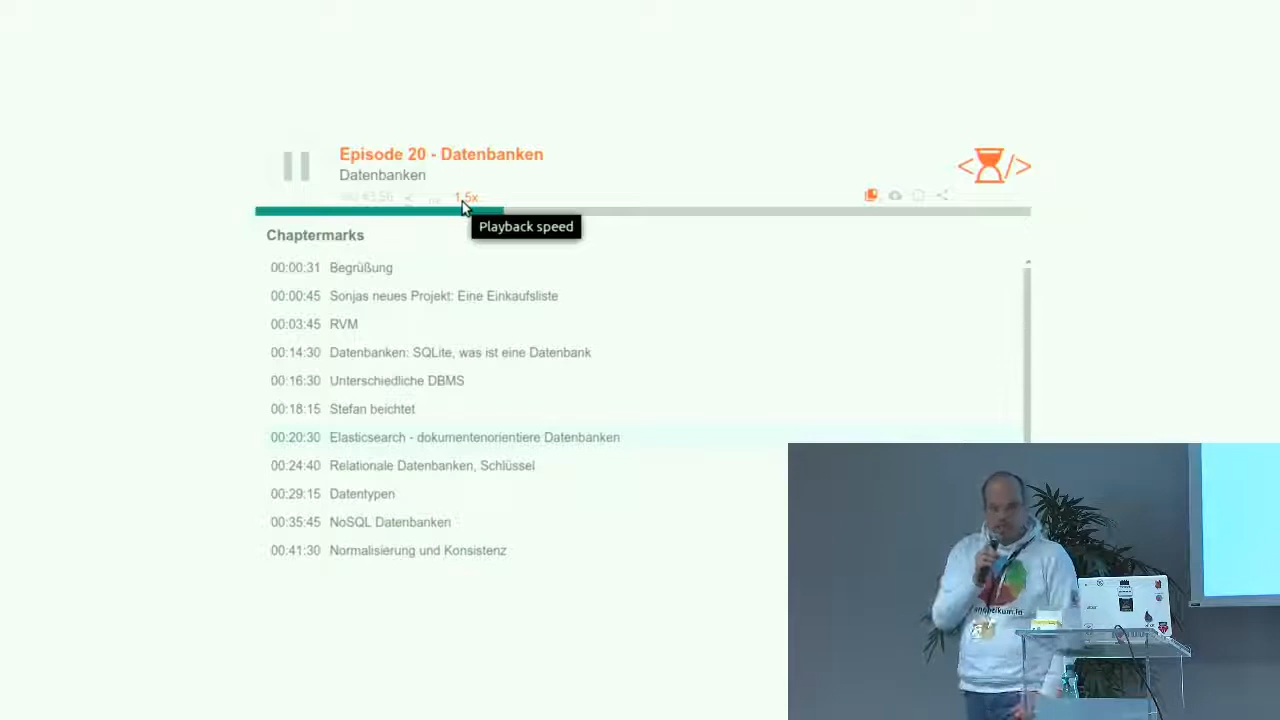 Episode 20 - Datenbanken
Datenbanken
1.5x
Playback speed
Chaptermarks
00:00:31 Begrüßung
00:00:45 Sonjas neues Projekt: Eine Einkaufsliste
00:03:45 RVM
00:14:30 Datenbanken: SQLite, was ist eine Datenbank
00:16:30 Unterschiedliche DBMS
00:18:15 Stefan beichtet
00:20:30 Elasticsearch - dokumentenorientiere Datenbanken
00:24:40 Relationale Datenbanken, Schlüssel
00:29:15 Datentypen
00:35:45 NoSQL Datenbanken
00:41:30 Normalisierung und Konsistenz